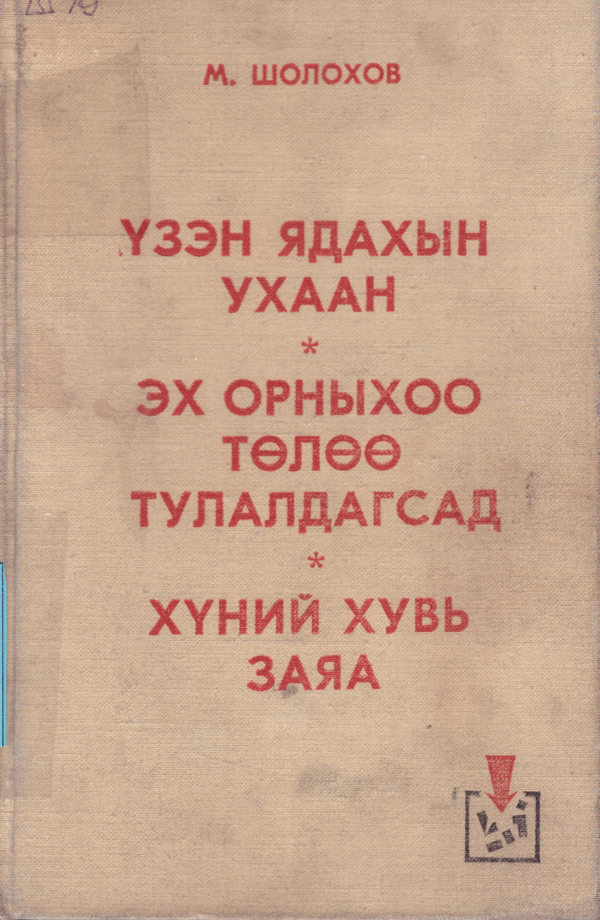 М. ШОЛОХОВ
ҮЗЭН ЯДАХЫН
УХААН
*
ЭХ ОРНЫХОО
ТӨЛӨӨ
ТУЛАЛДАГСАД
*
ХҮНИЙ ХУВЬ
ЗАЯА